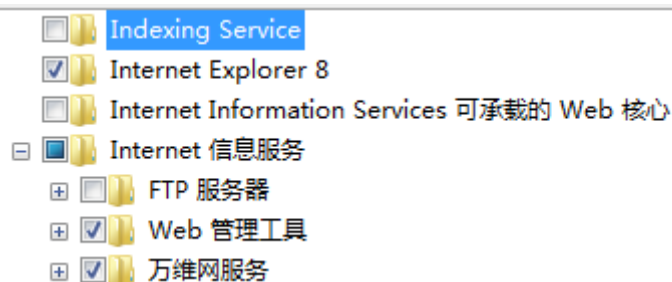 Indexing Service
Internet Explorer 8
Internet Information Services 可承载的 Web 核心
Internet 信息服务
FTP 服务器
Web 管理工具
万维网服务